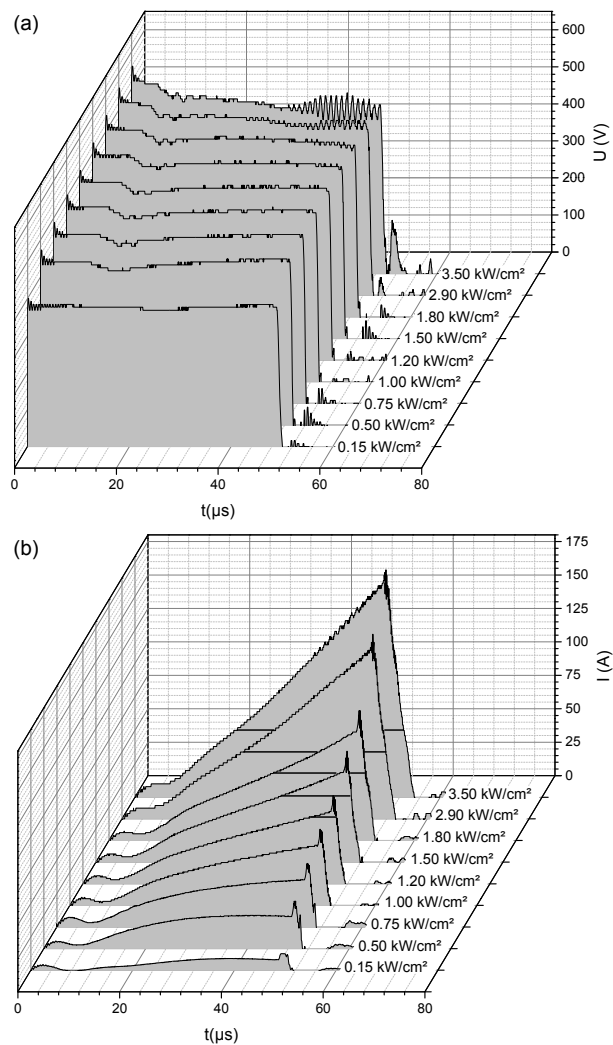 (a)
600
500
400
300
200
100
0
U (V)
3.50 kW/cm²
2.90 kW/cm²
1.80 kW/cm²
1.50 kW/cm²
1.20 kW/cm²
1.00 kW/cm²
0.75 kW/cm²
0.50 kW/cm²
0.15 kW/cm²
0 20 40 60 80
t(µs)
(b)
175
150
125
100
75
50
25
0
I (A)
3.50 kW/cm²
2.90 kW/cm²
1.80 kW/cm²
1.50 kW/cm²
1.20 kW/cm²
1.00 kW/cm²
0.75 kW/cm²
0.50 kW/cm²
0.15 kW/cm²
0 20 40 60 80
t(µs)